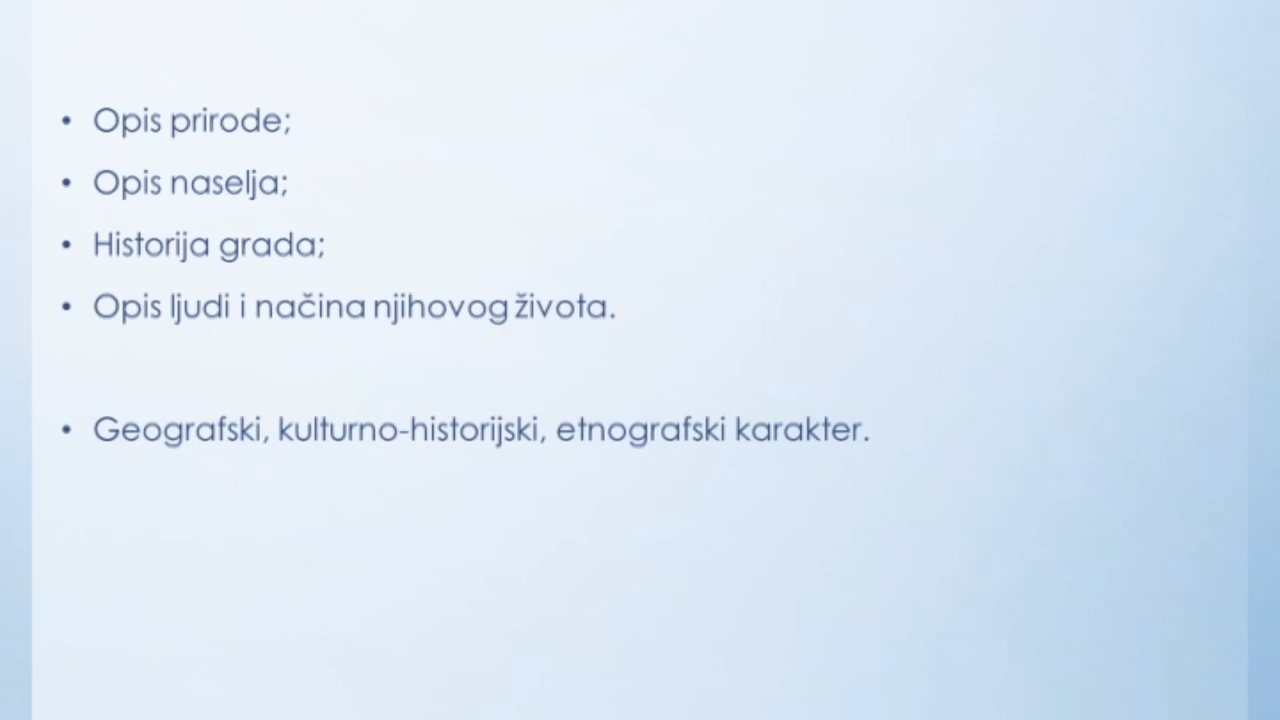 • Opis prirode;
• Opis naselja;
• Historija grada;
• Opis ljudi i načina njihovog života.
• Geografski, kulturno-historijski, etnografski karakter.